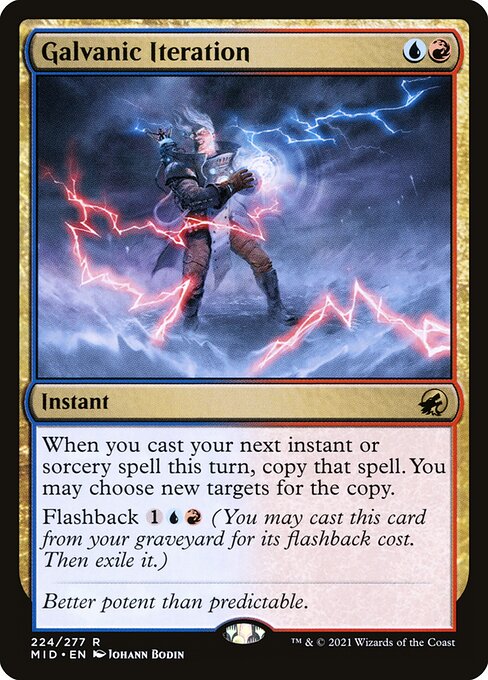 Galvanic Iteration
Instant
When you cast your next instant or
sorcery spell this turn, copy that spell. You
may choose new targets for the copy.
Flashback 1 (You may cast this card
from your graveyard for its flashback cost.
Then exile it.)
Better potent than predictable.
224/277 R
MID • EN Johann Bodin
™ & © 2021 Wizards of the Coast